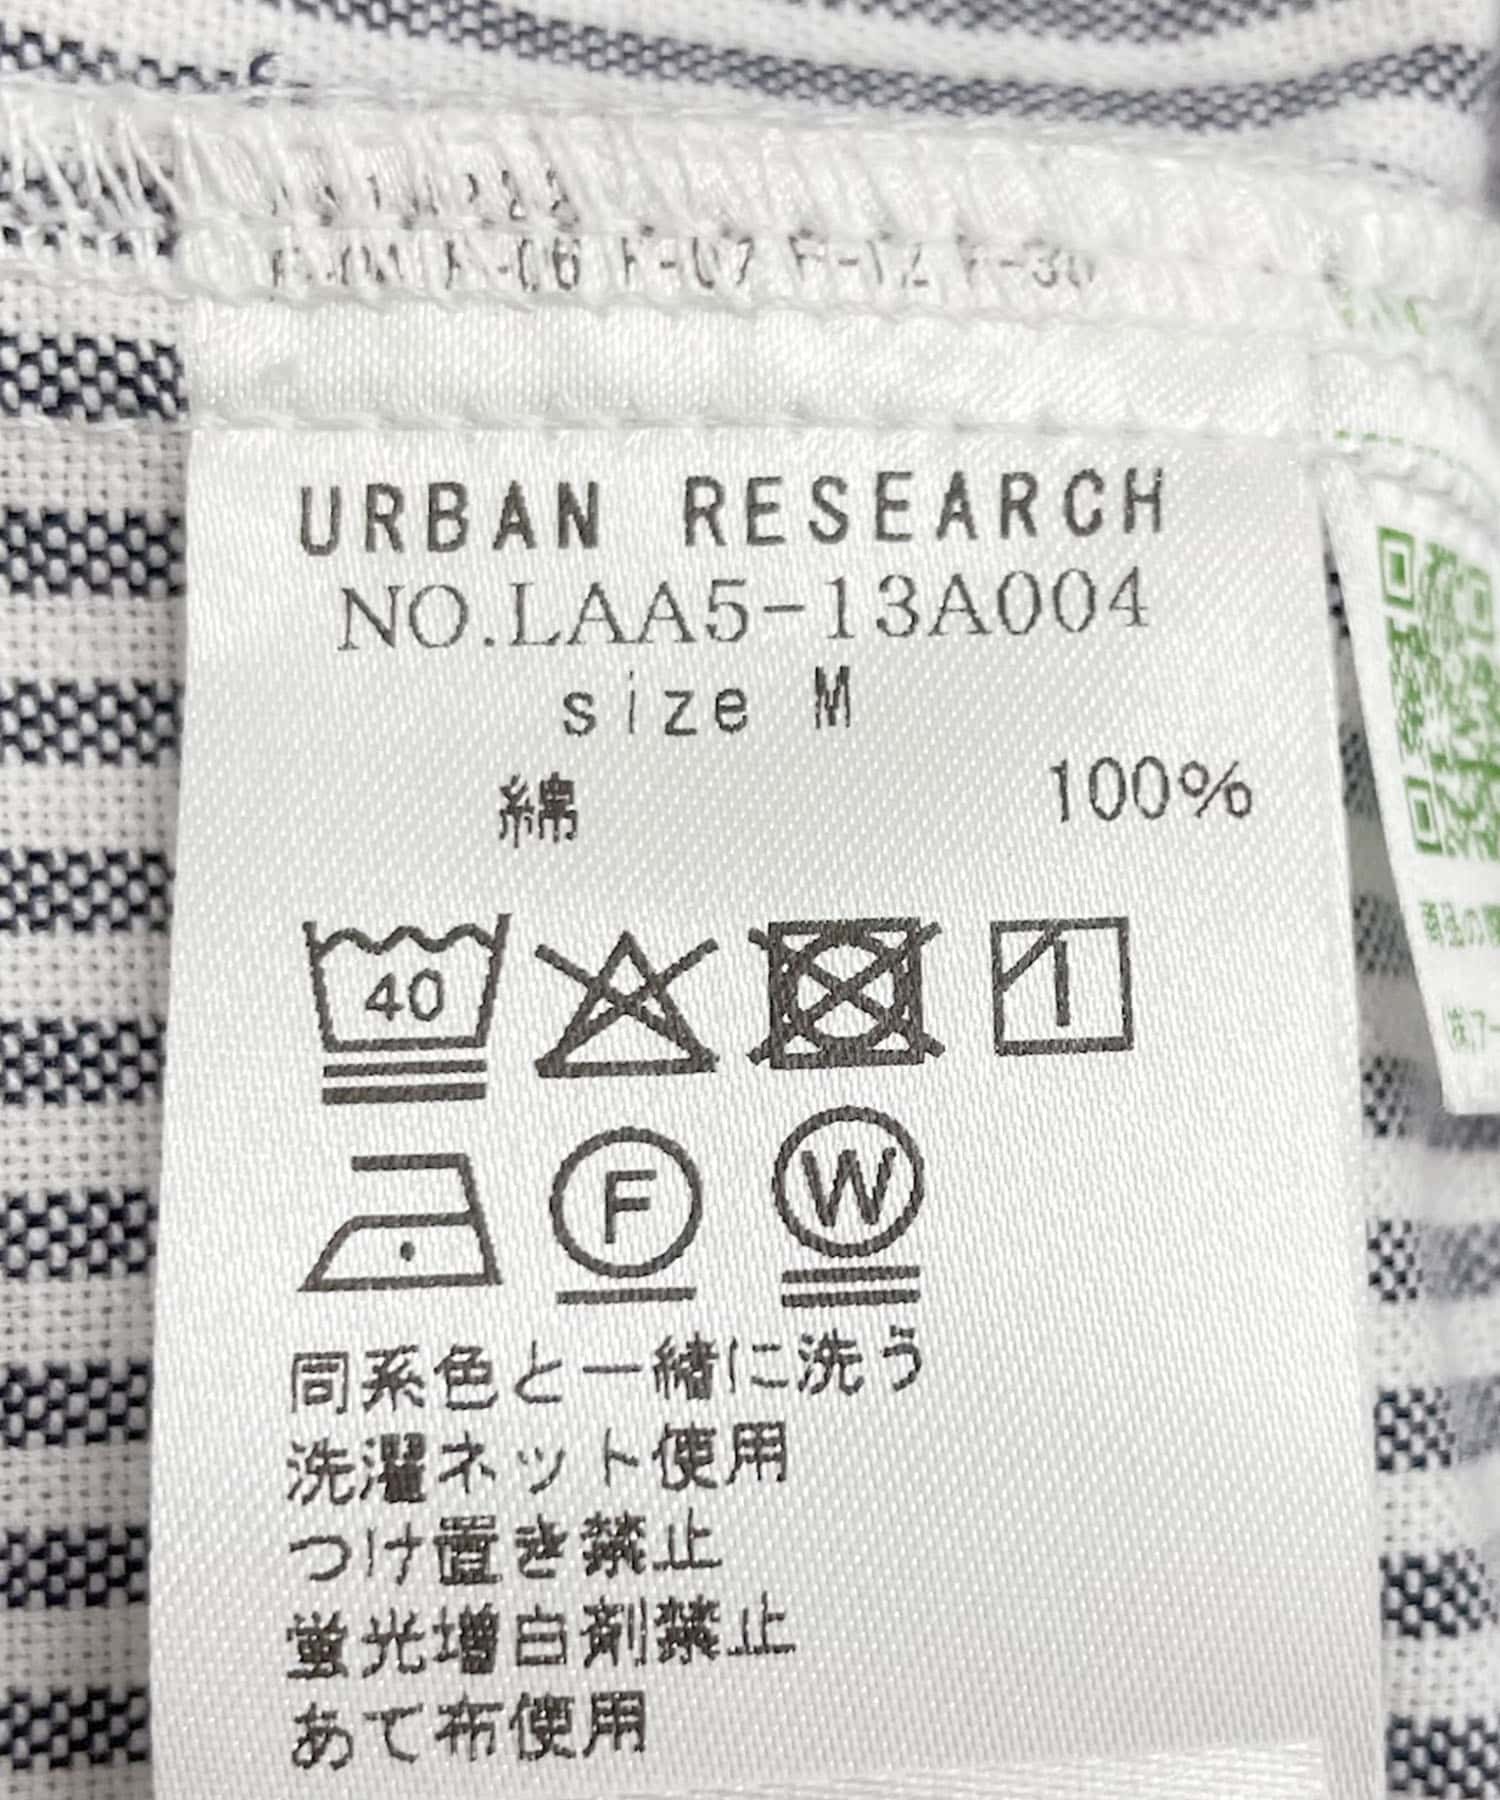 URBAN RESEARCH
NO.LAA5-13A004
size M
綿 100%
40
F
W
同系色と一緒に洗う
洗濯ネット使用
つけ置き禁止
蛍光増白剤禁止
あて布使用